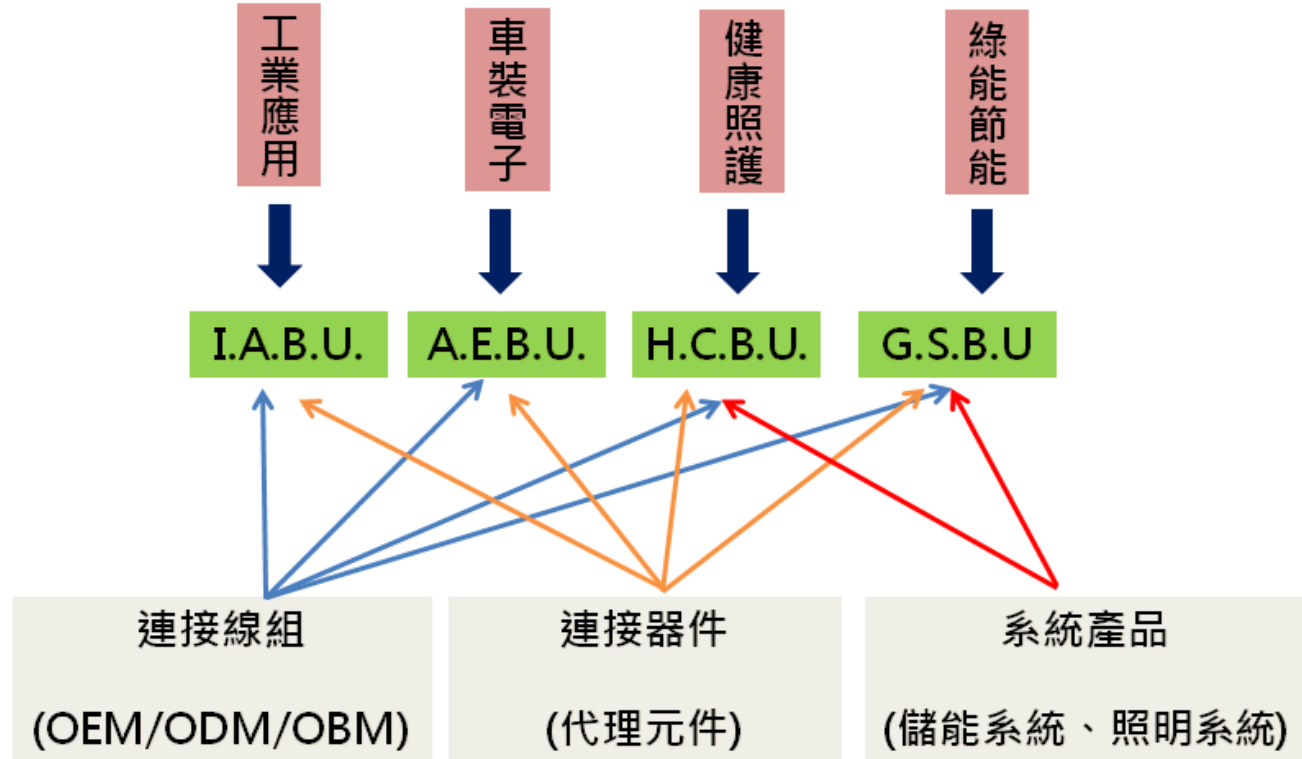 工業應用
車裝電子
健康照護
綠能節能
I.A.B.U.
A.E.B.U.
H.C.B.U.
G.S.B.U
連接線組
(OEM/ODM/OBM)
連接器件
(代理元件)
系統產品
(儲能系統、照明系統)